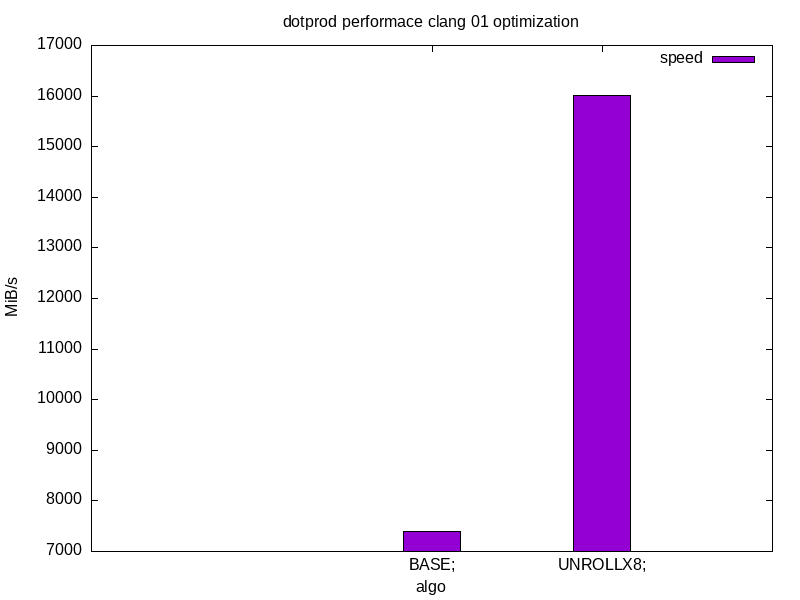 dotprod performace clang 01 optimization
speed
17000
16000
15000
14000
13000
12000
11000
10000
9000
8000
7000
MiB/s
BASE; UNROLLX8;
algo